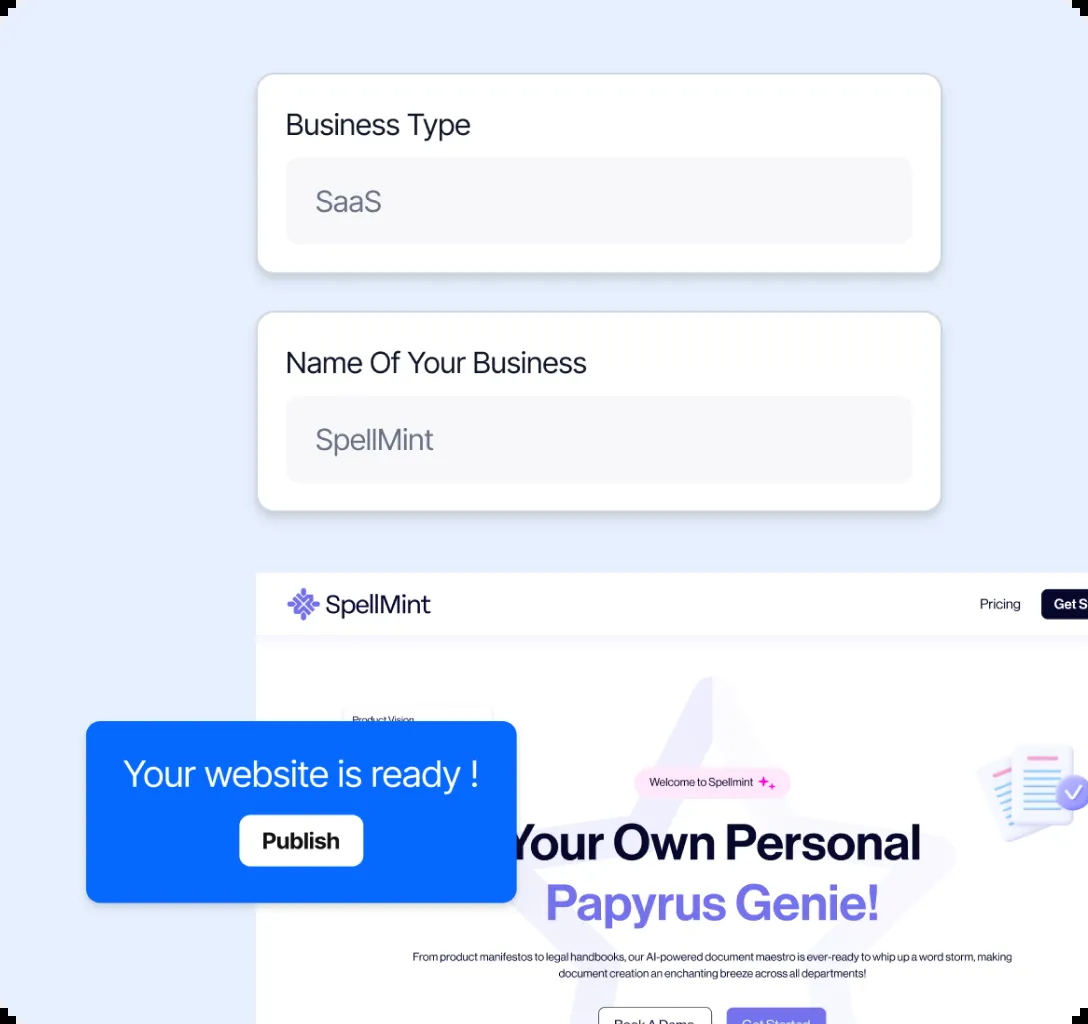 Business Type
SaaS
Name Of Your Business
SpellMint
SpellMint
Pricing
Get S
Product Vision
Your website is ready !
Publish
Welcome to Spellmint
Your Own Personal
Papyrus Genie!
From product manifestos to legal handbooks, our AI-powered document maestro is ever-ready to whip up a word storm, making
document creation an enchanting breeze across all departments!
Book A Demo
Get Started